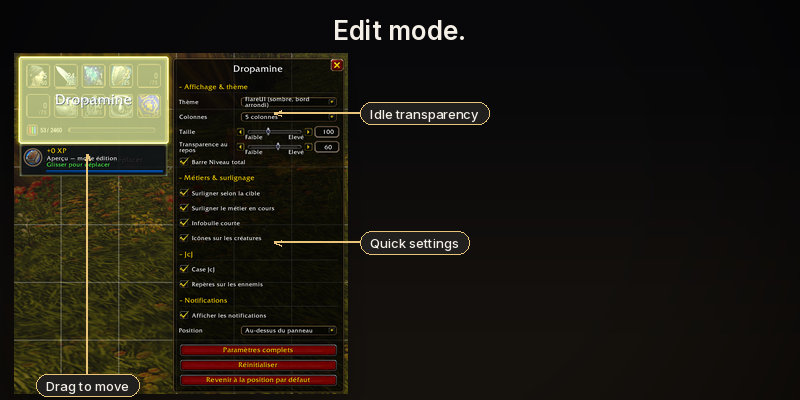 Edit mode.
Dropamine
53 / 2460
+0 XP
Aperçu — mode édition
Glisser pour déplacer
Dropamine
– Affichage & thème
Thème
flareUI (sombre, bord arrondi)
Colonnes
5 colonnes
Taille
Faible
Elevé
100
Transparence au repos
Faible
Elevé
60
Barre Niveau total
– Métiers & surlignage
Surligner selon la cible
Surligner le métier en cours
Infobulle courte
Icônes sur les créatures
– JcJ
Case JcJ
Repères sur les ennemis
– Notifications
Afficher les notifications
Position
Au-dessus du panneau
Paramètres complets
Réinitialiser
Revenir à la position par défaut
Idle transparency
Quick settings
Drag to move